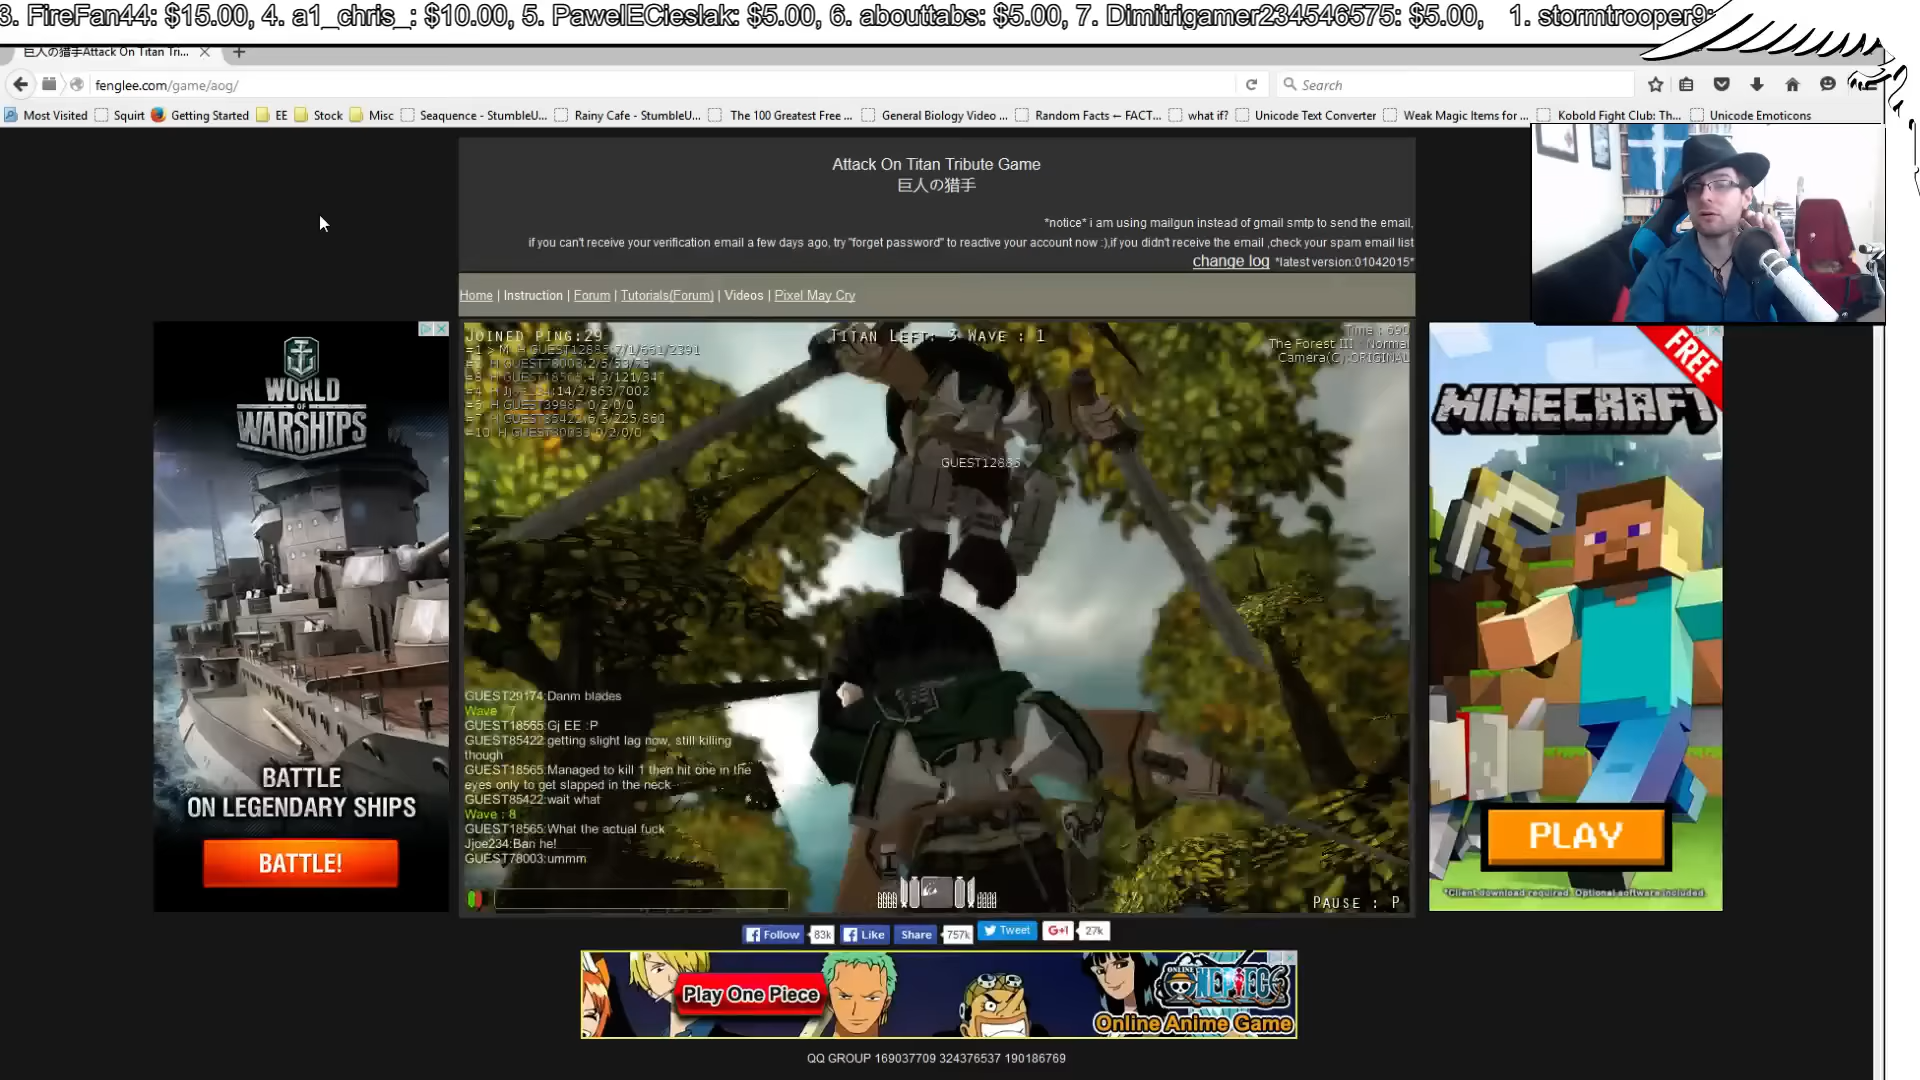 3. FireFan44: $15.00, 4. a1_chris_: $10.00, 5. PawelECieslak: $5.00, 6. abouttabs: $5.00, 7. Dimitrigamer234546575: $5.00, 1. stormtrooper9:
巨人の猎手Attack On Titan Tri...
fenglee.com/game/aog/
Search
Most Visited Squirt Getting Started EE Stock Misc Seaquence - StumbleU... Rainy Cafe - StumbleU... The 100 Greatest Free ... General Biology Video ... Random Facts ← FACT... what if? Unicode Text Converter Weak Magic Items for ... Kobold Fight Club: Th... Unicode Emoticons
Attack On Titan Tribute Game
巨人の猎手
*notice* i am using mailgun instead of gmail smtp to send the email,
if you can't receive your verification email a few days ago, try "forget password" to reactive your account now :),if you didn't receive the email ,check your spam email list
change log *latest version:01042015*
Home | Instruction | Forum | Tutorials(Forum) | Videos | Pixel May Cry
JOINED PING:29
TITAN LEFT: 3 WAVE : 1
Time : 690
The Forest III : Normal
Camera(C):ORIGINAL
GUEST12885
GUEST29174:Danm blades
Wave : 7
GUEST18565:Gj EE :P
GUEST85422:getting slight lag now, still killing
though
GUEST18565:Managed to kill 1 then hit one in the
eyes only to get slapped in the neck
GUEST85422:wait what
Wave : 8
GUEST18565:What the actual fuck
Jjoe234:Ban he!
GUEST78003:ummm
PAUSE : P
WORLD
OF
WARSHIPS
BATTLE
ON LEGENDARY SHIPS
BATTLE!
FREE
MINECRAFT
PLAY
*Client download required. Optional software included.
Follow 83k Like Share 757k Tweet G+1 27k
Play One Piece
ONLINE
ONE PIECE
Online Anime Game
QQ GROUP 169037709 324376537 190186769